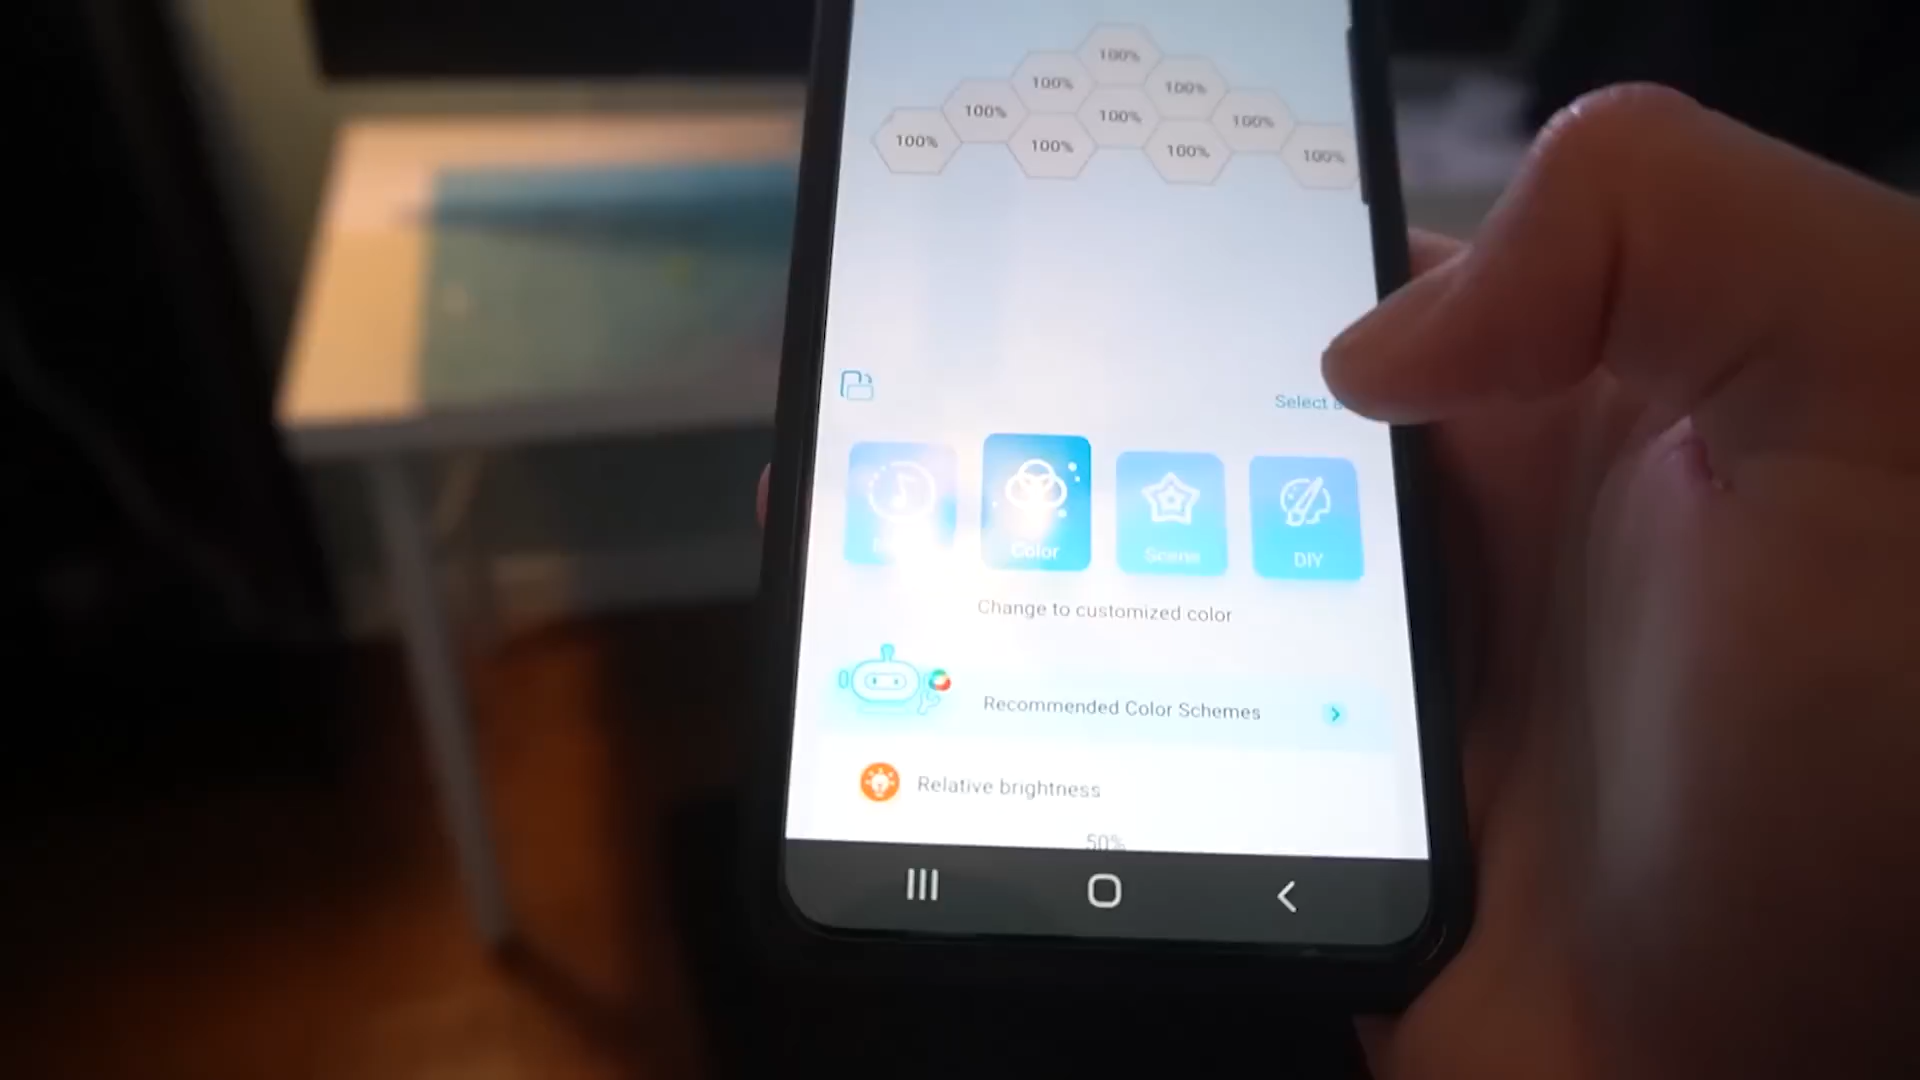 100%
100%
100%
100%
100%
100%
100%
100%
100%
100%
Select
Color
Scene
DIY
Change to customized color
Recommended Color Schemes
Relative brightness
50%